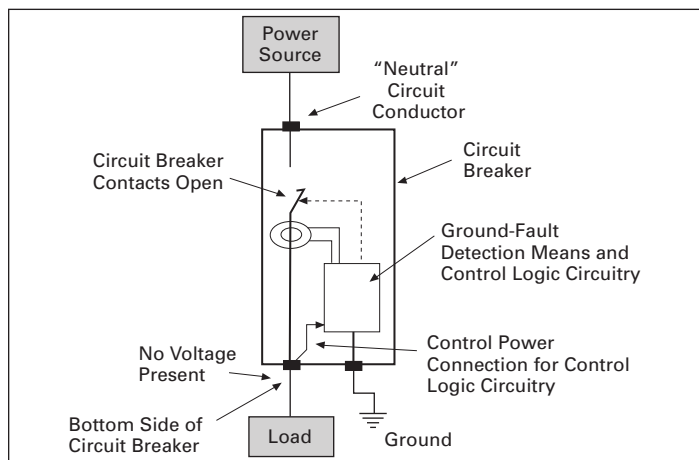 Power
Source
“Neutral”
Circuit
Conductor
Circuit Breaker
Contacts Open
Circuit
Breaker
Ground-Fault
Detection Means and
Control Logic Circuitry
No Voltage
Present
Control Power
Connection for Control
Logic Circuitry
Bottom Side of
Circuit Breaker
Load
Ground